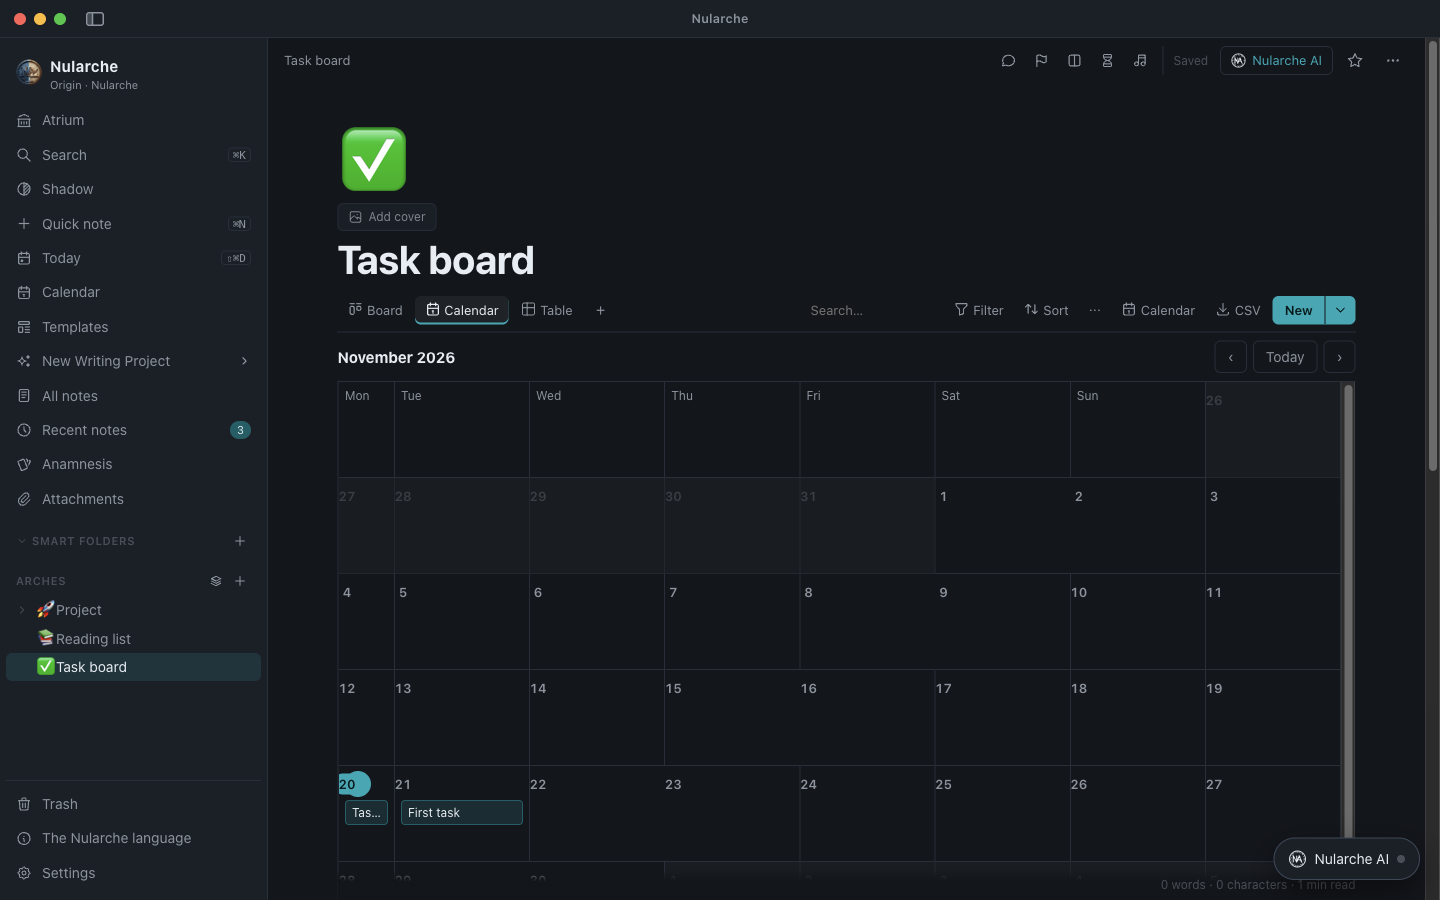 Nularche
Nularche
Origin · Nularche
Atrium
Search ⌘K
Shadow
Quick note ⌘N
Today ⇧⌘D
Calendar
Templates
New Writing Project
All notes
Recent notes 3
Anamnesis
Attachments
SMART FOLDERS
ARCHES
Project
Reading list
Task board
Trash
The Nularche language
Settings
Task board
Saved
Nularche AI
Add cover
Task board
Board Calendar Table +
Search...
Filter Sort ··· Calendar CSV New
November 2026
‹ Today ›
Mon Tue Wed Thu Fri Sat Sun 26
27 28 29 30 31 1 2 3
4 5 6 7 8 9 10 11
12 13 14 15 16 17 18 19
20 21 22 23 24 25 26 27
Tas... First task
28 29 30
Nularche AI
0 words · 0 characters · 1 min read